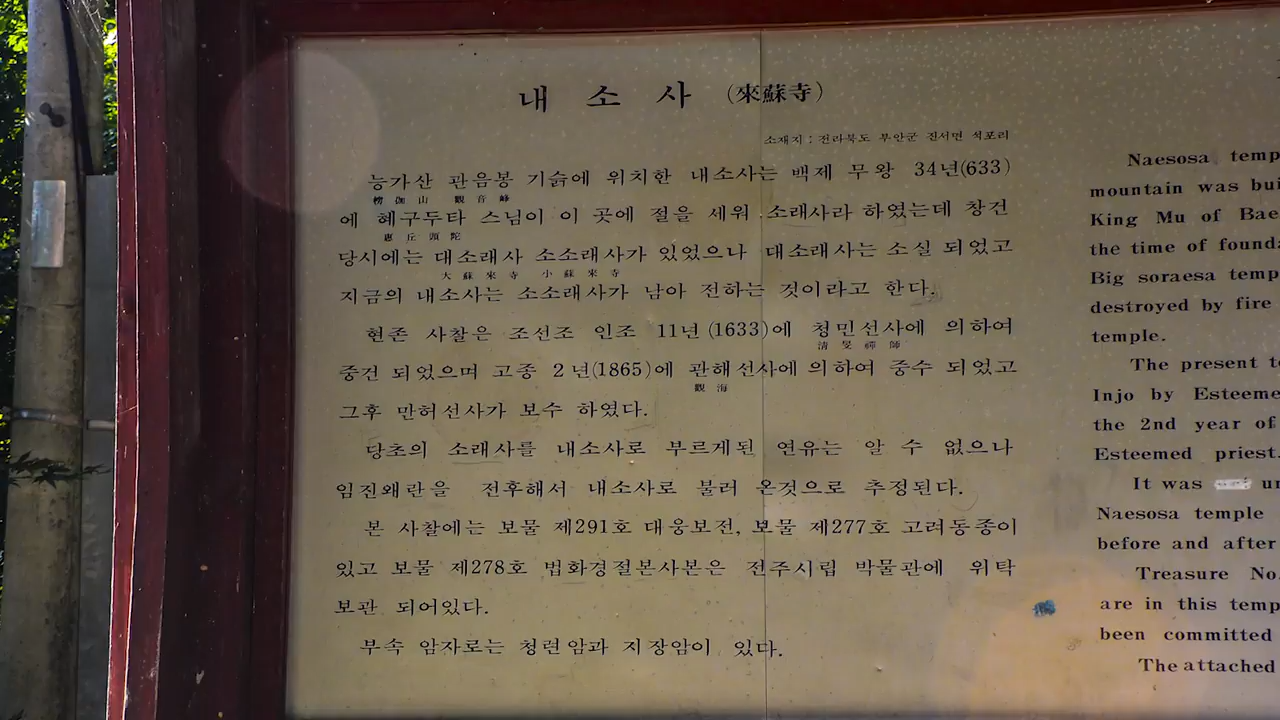 내 소 사 (來蘇寺)
소재지 : 전라북도 부안군 진서면 석포리
능가산 관음봉 기슭에 위치한 내소사는 백제 무왕 34년(633)
楞伽山 觀音峰
에 혜구두타 스님이 이 곳에 절을 세워 소래사라 하였는데 창건
惠丘頭陀
당시에는 대소래사 소소래사가 있었으나 대소래사는 소실 되었고
大蘇來寺 小蘇來寺
지금의 내소사는 소소래사가 남아 전하는 것이라고 한다.
현존 사찰은 조선조 인조 11년 (1633)에 청민선사에 의하여
淸旻禪師
중건 되었으며 고종 2년(1865)에 관해선사에 의하여 중수 되었고
觀海
그후 만허선사가 보수 하였다.
당초의 소래사를 내소사로 부르게된 연유는 알 수 없으나
임진왜란을 전후해서 내소사로 불러 온것으로 추정된다.
본 사찰에는 보물 제291호 대웅보전, 보물 제277호 고려동종이
있고 보물 제278호 법화경절본사본은 전주시립 박물관에 위탁
보관 되어있다.
부속 암자로는 청련암과 지장암이 있다.
Naesosa temp
mountain was bui
King Mu of Bae
the time of founda
Big soraesa temp
destroyed by fire
temple.
The present te
Injo by Esteeme
the 2nd year of
Esteemed priest.
It was un
Naesosa temple
before and after
Treasure No.
are in this temp
been committed
The attached